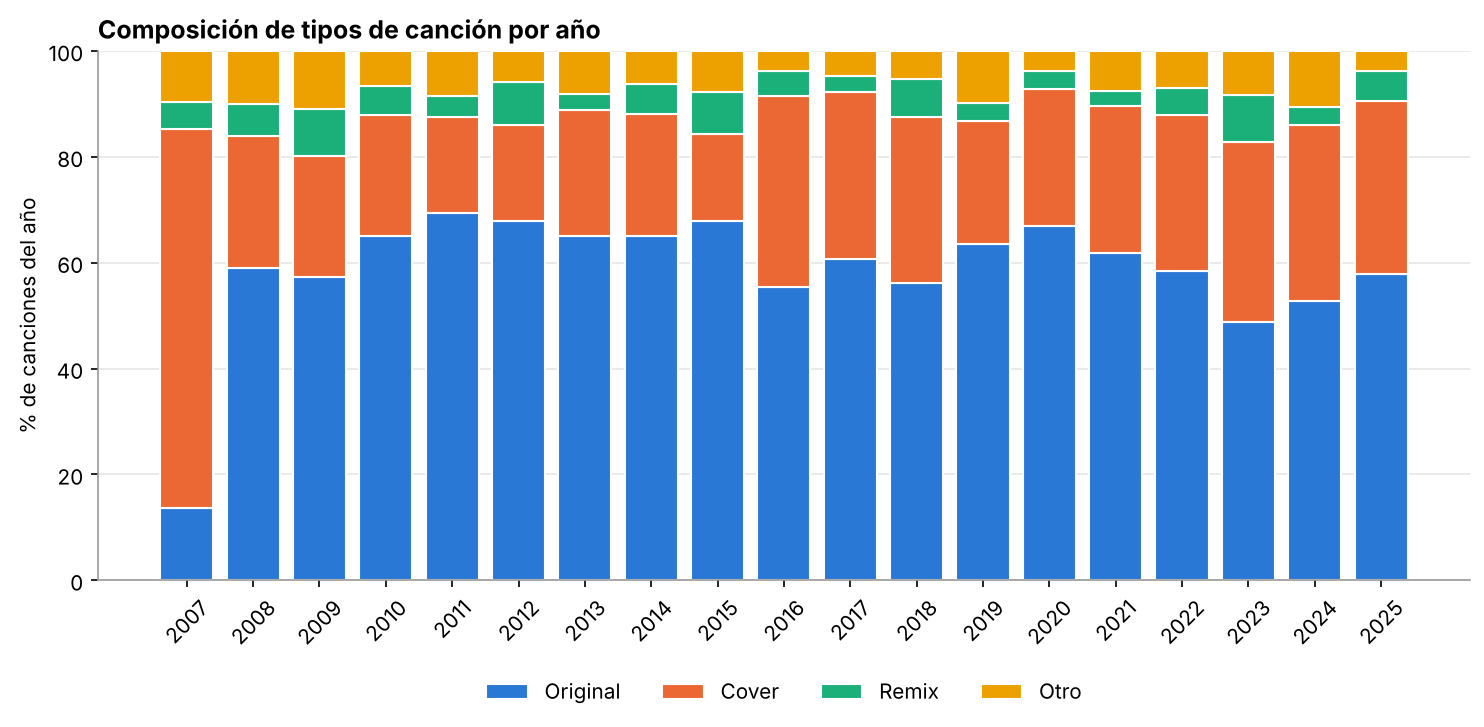 Composición de tipos de canción por año
% de canciones del año
100
80
60
40
20
0
2007 2008 2009 2010 2011 2012 2013 2014 2015 2016 2017 2018 2019 2020 2021 2022 2023 2024 2025
Original Cover Remix Otro